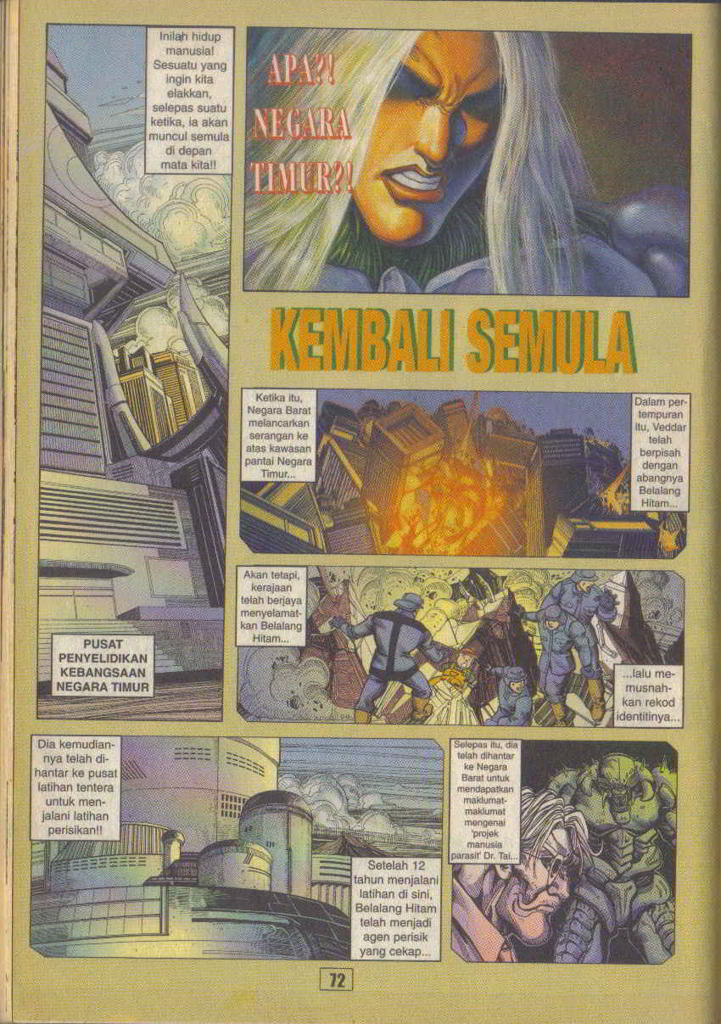 Inilah hidup
manusia!
Sesuatu yang
ingin kita
elakkan,
selepas suatu
ketika, ia akan
muncul semula
di depan
mata kita!!
APA?!
NEGARA
TIMUR?!
KEMBALI SEMULA
Ketika itu,
Negara Barat
melancarkan
serangan ke
atas kawasan
pantai Negara
Timur...
Dalam per-
tempuran
itu, Veddar
telah
berpisah
dengan
abangnya
Belalang
Hitam...
Akan tetapi,
kerajaan
telah berjaya
menyelamat-
kan Belalang
Hitam...
...lalu me-
musnah-
kan rekod
identitinya...
PUSAT
PENYELIDIKAN
KEBANGSAAN
NEGARA TIMUR
Dia kemudian-
nya telah di-
hantar ke pusat
latihan tentera
untuk men-
jalani latihan
perisikan!!
Setelah 12
tahun menjalani
latihan di sini,
Belalang Hitam
telah menjadi
agen perisik
yang cekap...
Selepas itu, dia
telah dihantar
ke Negara
Barat untuk
mendapatkan
maklumat-
maklumat
mengenai
'projek
manusia
parasit' Dr. Tai...
72